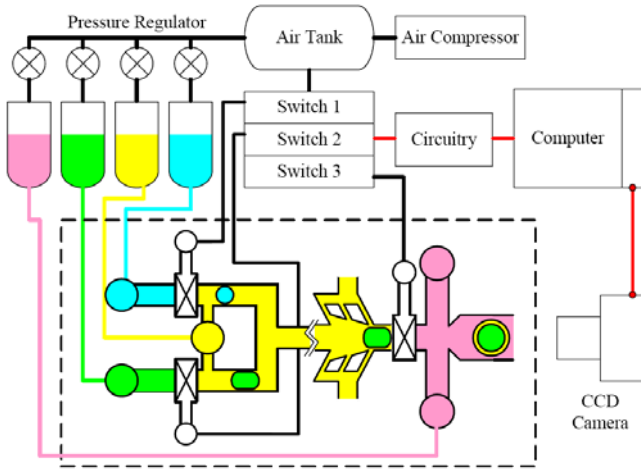 Pressure Regulator
Air Tank
Air Compressor
Switch 1
Switch 2
Switch 3
Circuitry
Computer
CCD
Camera